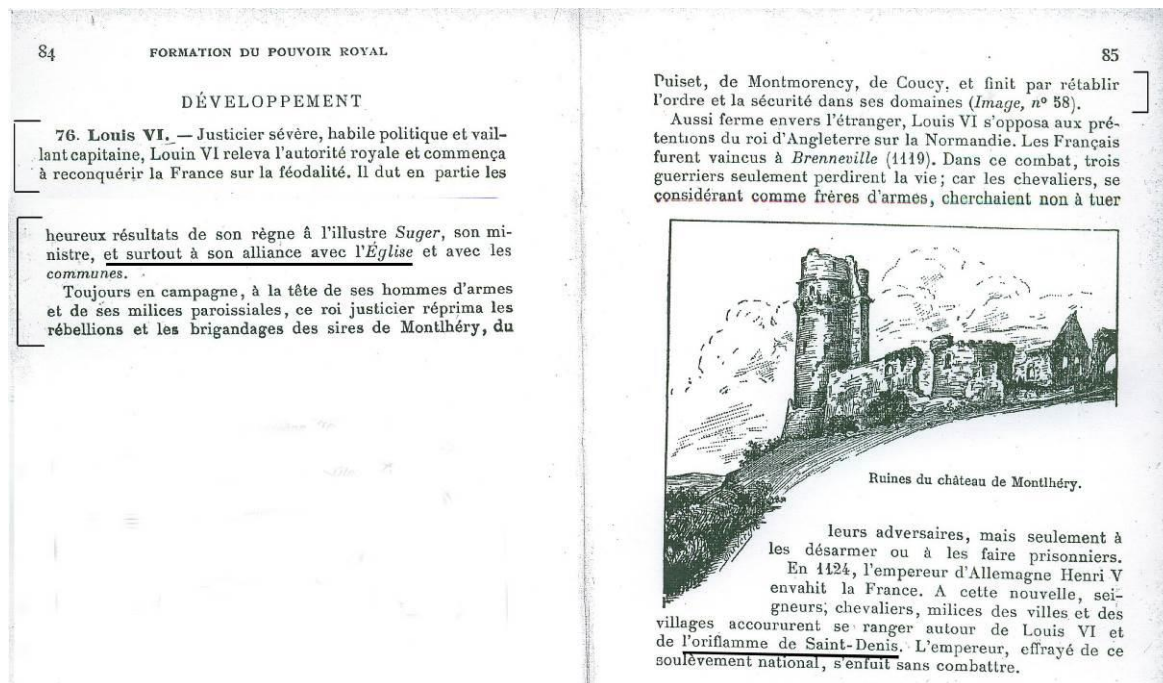 84
FORMATION DU POUVOIR ROYAL
DÉVELOPPEMENT
76. Louis VI. — Justicier sévère, habile politique et vail-
lant capitaine, Louin VI releva l'autorité royale et commença
à reconquérir la France sur la féodalité. Il dut en partie les
heureux résultats de son règne â l'illustre Suger, son mi-
nistre, et surtout à son alliance avec l'Église et avec les
communes.
Toujours en campagne, à la tête de ses hommes d'armes
et de ses milices paroissiales, ce roi justicier réprima les
rébellions et les brigandages des sires de Montlhéry, du
85
Puiset, de Montmorency, de Coucy, et finit par rétablir
l'ordre et la sécurité dans ses domaines (Image, nº 58).
Aussi ferme envers l'étranger, Louis VI s'opposa aux pré-
tentions du roi d'Angleterre sur la Normandie. Les Français
furent vaincus à Brenneville (1119). Dans ce combat, trois
guerriers seulement perdirent la vie; car les chevaliers, se
considérant comme frères d'armes, cherchaient non à tuer
Ruines du château de Montlhéry.
leurs adversaires, mais seulement à
les désarmer ou à les faire prisonniers.
En 1124, l'empereur d'Allemagne Henri V
envahit la France. A cette nouvelle, sei-
gneurs, chevaliers, milices des villes et des
villages accoururent se ranger autour de Louis VI et
de l'oriflamme de Saint-Denis. L'empereur, effrayé de ce
soulèvement national, s'enfuit sans combattre.